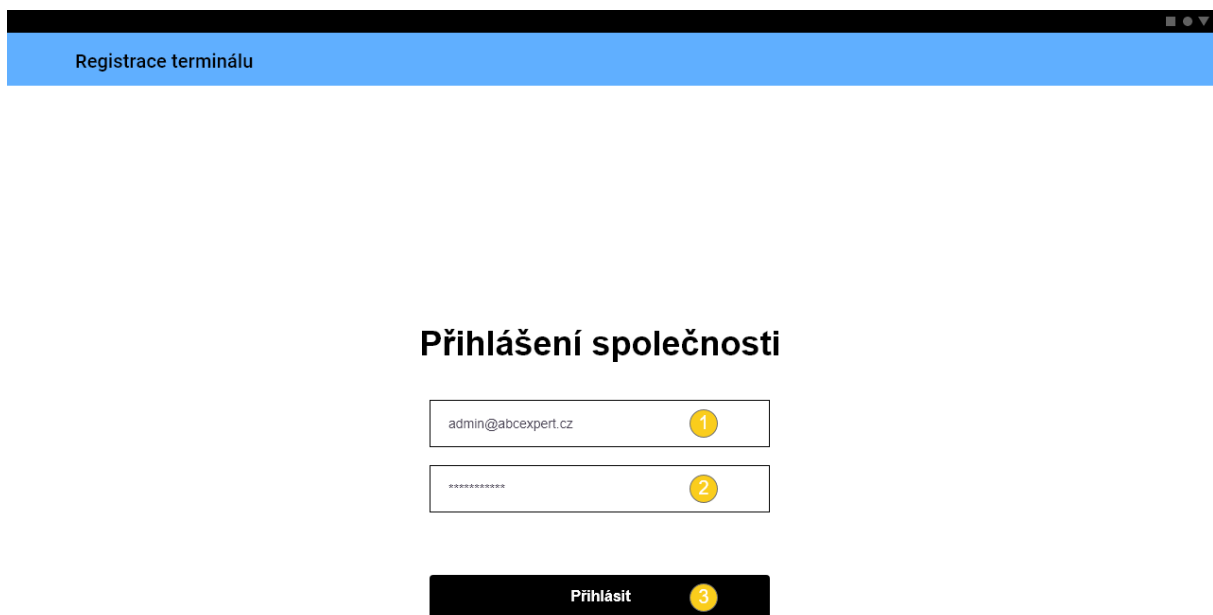 Registrace terminálu
Přihlášení společnosti
admin@abcexpert.cz 1
*********** 2
Přihlásit 3